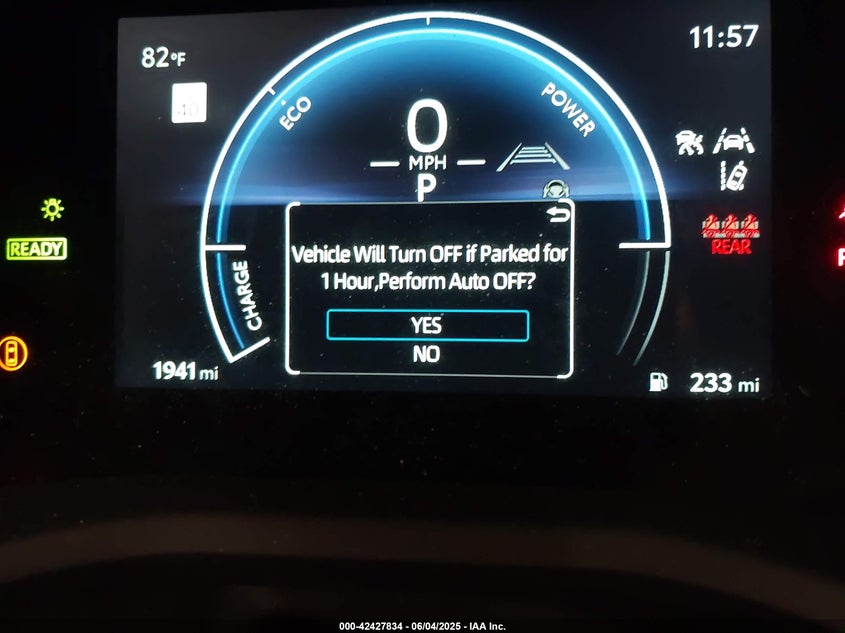 82°F
11:57
40
ECO
POWER
0
MPH
P
READY
REAR
CHARGE
Vehicle Will Turn OFF if Parked for
1 Hour,Perform Auto OFF?
YES
NO
1941 mi
233 mi
000-42427834 - 06/04/2025 - IAA Inc.